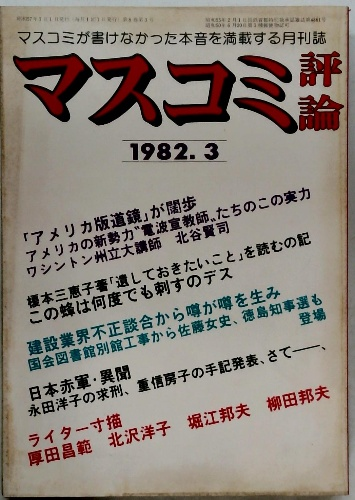 マスコミが書けなかった本音を満載する月刊誌
マスコミ評論
1982. 3
「アメリカ版道鏡」が闊歩
アメリカの新勢力“電波宣教師〟たちのこの実力
ワシントン州立大講師 北谷賢司
榎本三恵子著「遺しておきたいこと」を読むの記
この蜂は何度でも刺すのデス
建設業界不正談合から噂が噂を生み
国会図書館別館工事から佐藤女史、徳島知事選も
登場
日本赤軍・異聞
永田洋子の求刑、重信房子の手記発表、さて――、
ライター寸描
厚田昌範 北沢洋子 堀江邦夫 柳田邦夫